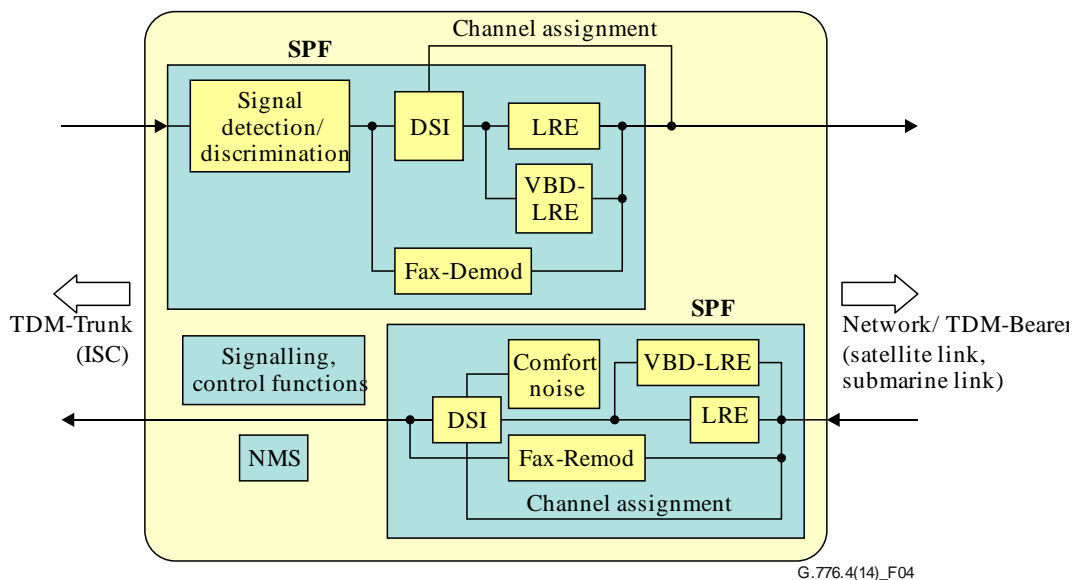 Channel assignment
SPF
Signal
detection/
discrimination
DSI
LRE
VBD-
LRE
Fax-Demod
TDM-Trunk
(ISC)
SPF
Network/ TDM-Bearer
(satellite link,
submarine link)
Signalling,
control functions
Comfort
noise
VBD-LRE
DSI
LRE
NMS
Fax-Remod
Channel assignment
G.776.4(14)_F04